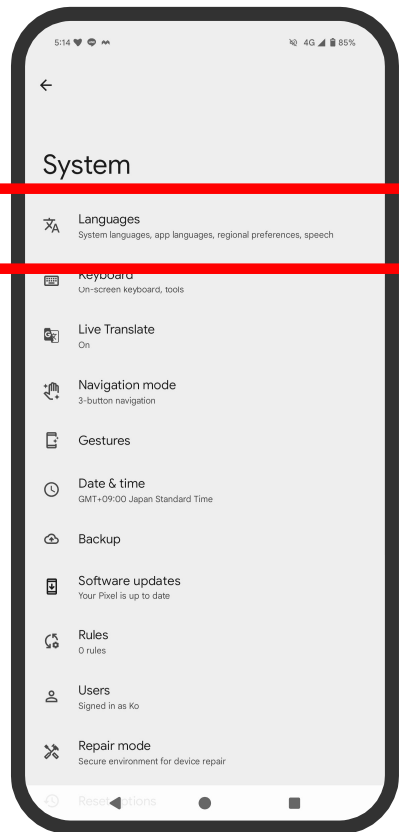 5:14
4G 85%
System
Languages
System languages, app languages, regional preferences, speech
Keyboard
On-screen keyboard, tools
Live Translate
On
Navigation mode
3-button navigation
Gestures
Date & time
GMT+09:00 Japan Standard Time
Backup
Software updates
Your Pixel is up to date
Rules
0 rules
Users
Signed in as Ko
Repair mode
Secure environment for device repair
Reset options